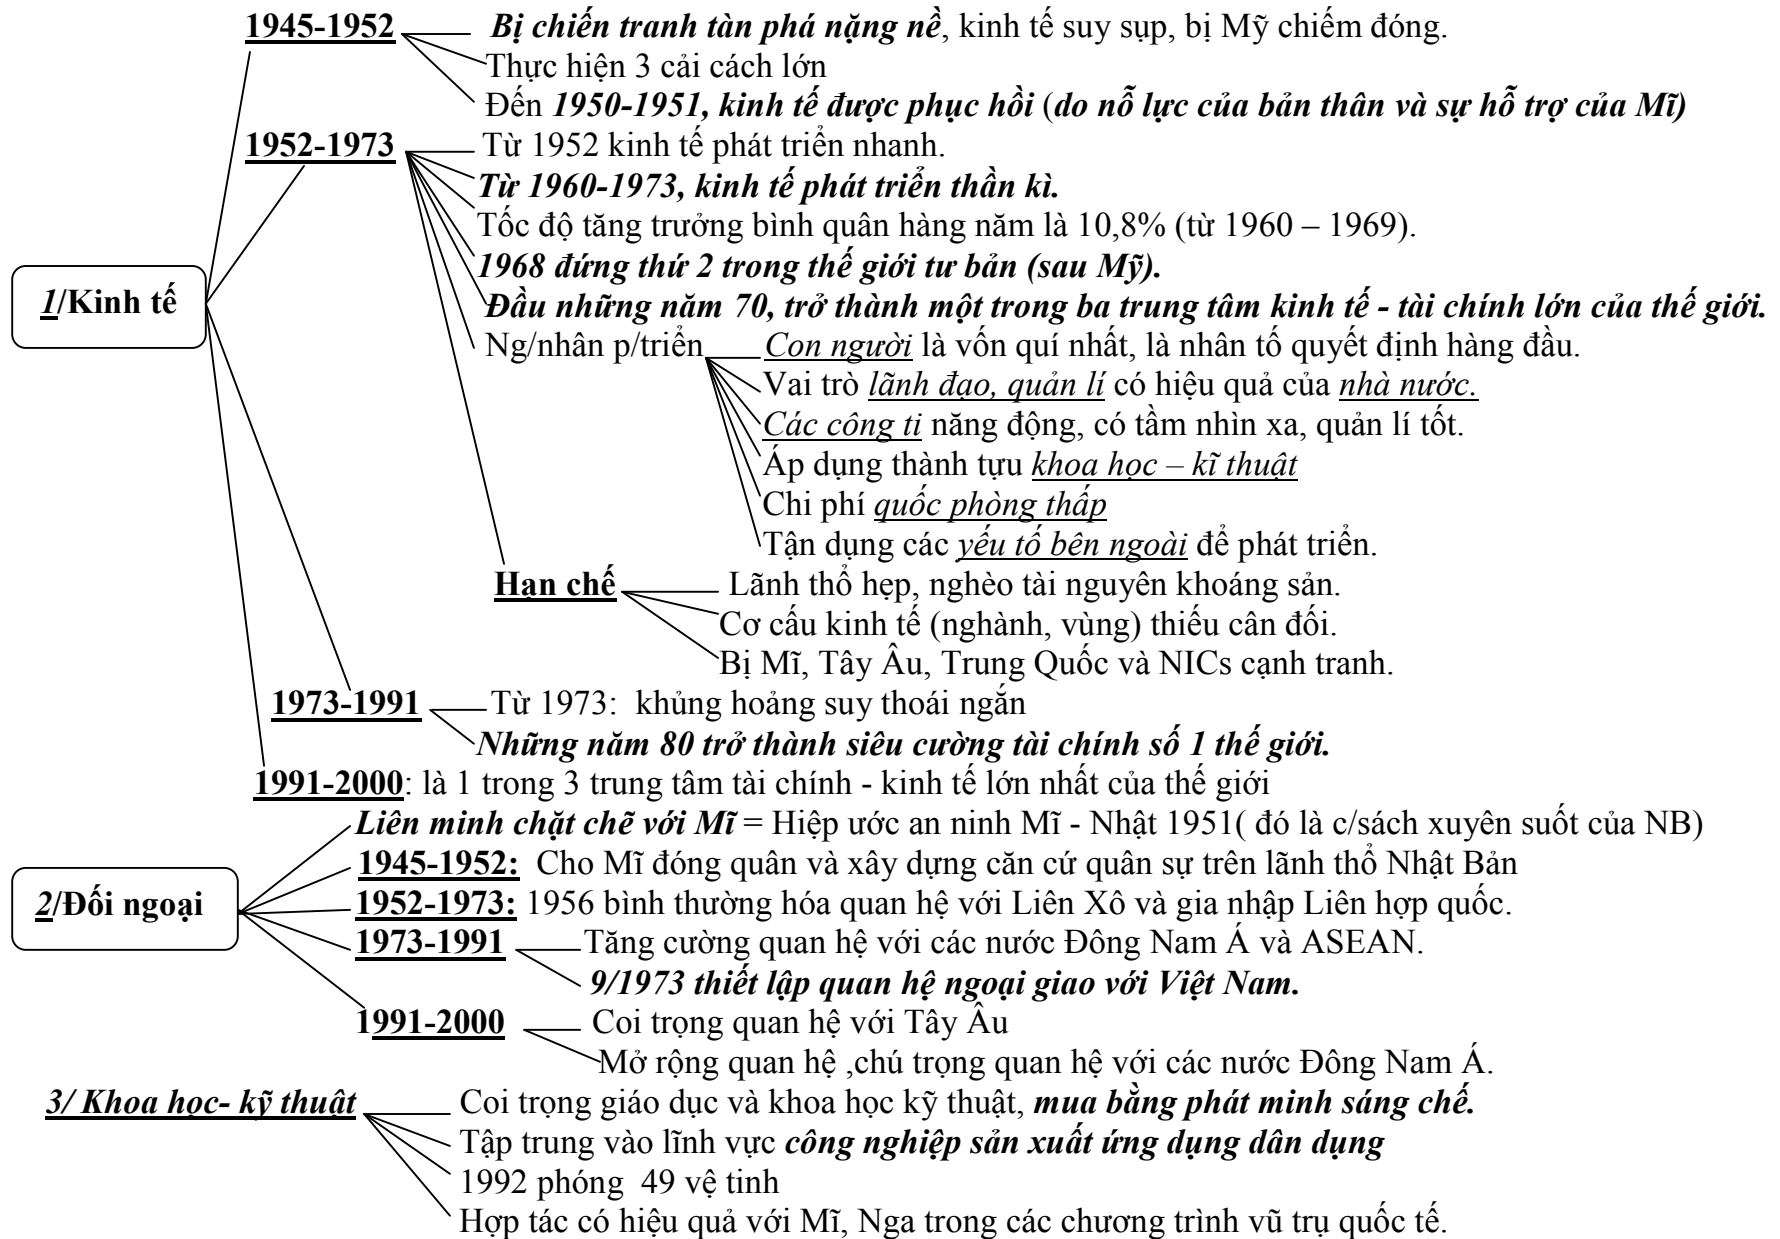 1945-1952 Bị chiến tranh tàn phá nặng nề, kinh tế suy sụp, bị Mỹ chiếm đóng.
Thực hiện 3 cải cách lớn
Đến 1950-1951, kinh tế được phục hồi (do nỗ lực của bản thân và sự hỗ trợ của Mĩ)
1952-1973 Từ 1952 kinh tế phát triển nhanh.
Từ 1960-1973, kinh tế phát triển thần kì.
Tốc độ tăng trưởng bình quân hàng năm là 10,8% (từ 1960 – 1969).
1968 đứng thứ 2 trong thế giới tư bản (sau Mỹ).
1/Kinh tế Đầu những năm 70, trở thành một trong ba trung tâm kinh tế - tài chính lớn của thế giới.
Ng/nhân p/triển Con người là vốn quí nhất, là nhân tố quyết định hàng đầu.
Vai trò lãnh đạo, quản lí có hiệu quả của nhà nước.
Các công ti năng động, có tầm nhìn xa, quản lí tốt.
Áp dụng thành tựu khoa học – kĩ thuật
Chi phí quốc phòng thấp
Tận dụng các yếu tố bên ngoài để phát triển.
Hạn chế Lãnh thổ hẹp, nghèo tài nguyên khoáng sản.
Cơ cấu kinh tế (nghành, vùng) thiếu cân đối.
Bị Mĩ, Tây Âu, Trung Quốc và NICs cạnh tranh.
1973-1991 Từ 1973: khủng hoảng suy thoái ngắn
Những năm 80 trở thành siêu cường tài chính số 1 thế giới.
1991-2000: là 1 trong 3 trung tâm tài chính - kinh tế lớn nhất của thế giới
Liên minh chặt chẽ với Mĩ = Hiệp ước an ninh Mĩ - Nhật 1951( đó là c/sách xuyên suốt của NB)
1945-1952: Cho Mĩ đóng quân và xây dựng căn cứ quân sự trên lãnh thổ Nhật Bản
2/Đối ngoại 1952-1973: 1956 bình thường hóa quan hệ với Liên Xô và gia nhập Liên hợp quốc.
1973-1991 Tăng cường quan hệ với các nước Đông Nam Á và ASEAN.
9/1973 thiết lập quan hệ ngoại giao với Việt Nam.
1991-2000 Coi trọng quan hệ với Tây Âu
Mở rộng quan hệ ,chú trọng quan hệ với các nước Đông Nam Á.
3/ Khoa học- kỹ thuật Coi trọng giáo dục và khoa học kỹ thuật, mua bằng phát minh sáng chế.
Tập trung vào lĩnh vực công nghiệp sản xuất ứng dụng dân dụng
1992 phóng 49 vệ tinh
Hợp tác có hiệu quả với Mĩ, Nga trong các chương trình vũ trụ quốc tế.